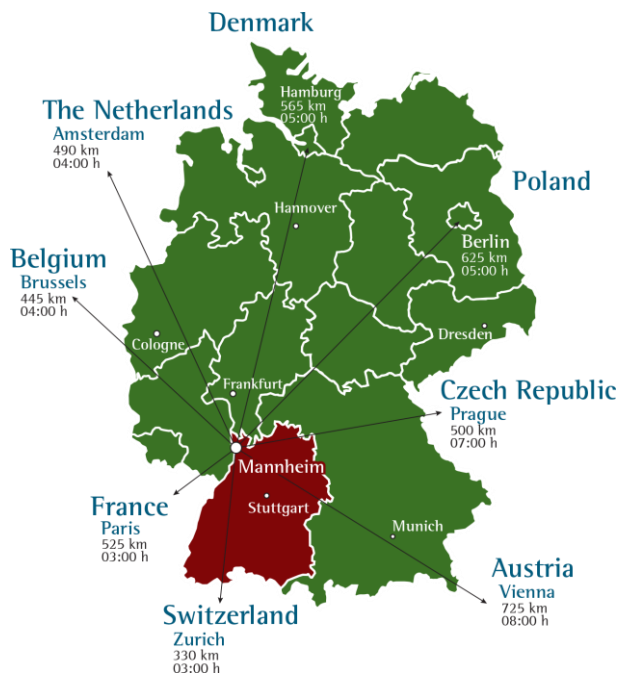 Denmark
Hamburg
565 km
05:00 h
The Netherlands
Amsterdam
490 km
04:00 h
Poland
Hannover
Berlin
625 km
05:00 h
Belgium
Brussels
445 km
04:00 h
Cologne
Dresden
Frankfurt
Czech Republic
Prague
500 km
07:00 h
Mannheim
Stuttgart
France
Paris
525 km
03:00 h
Munich
Austria
Vienna
725 km
08:00 h
Switzerland
Zurich
330 km
03:00 h